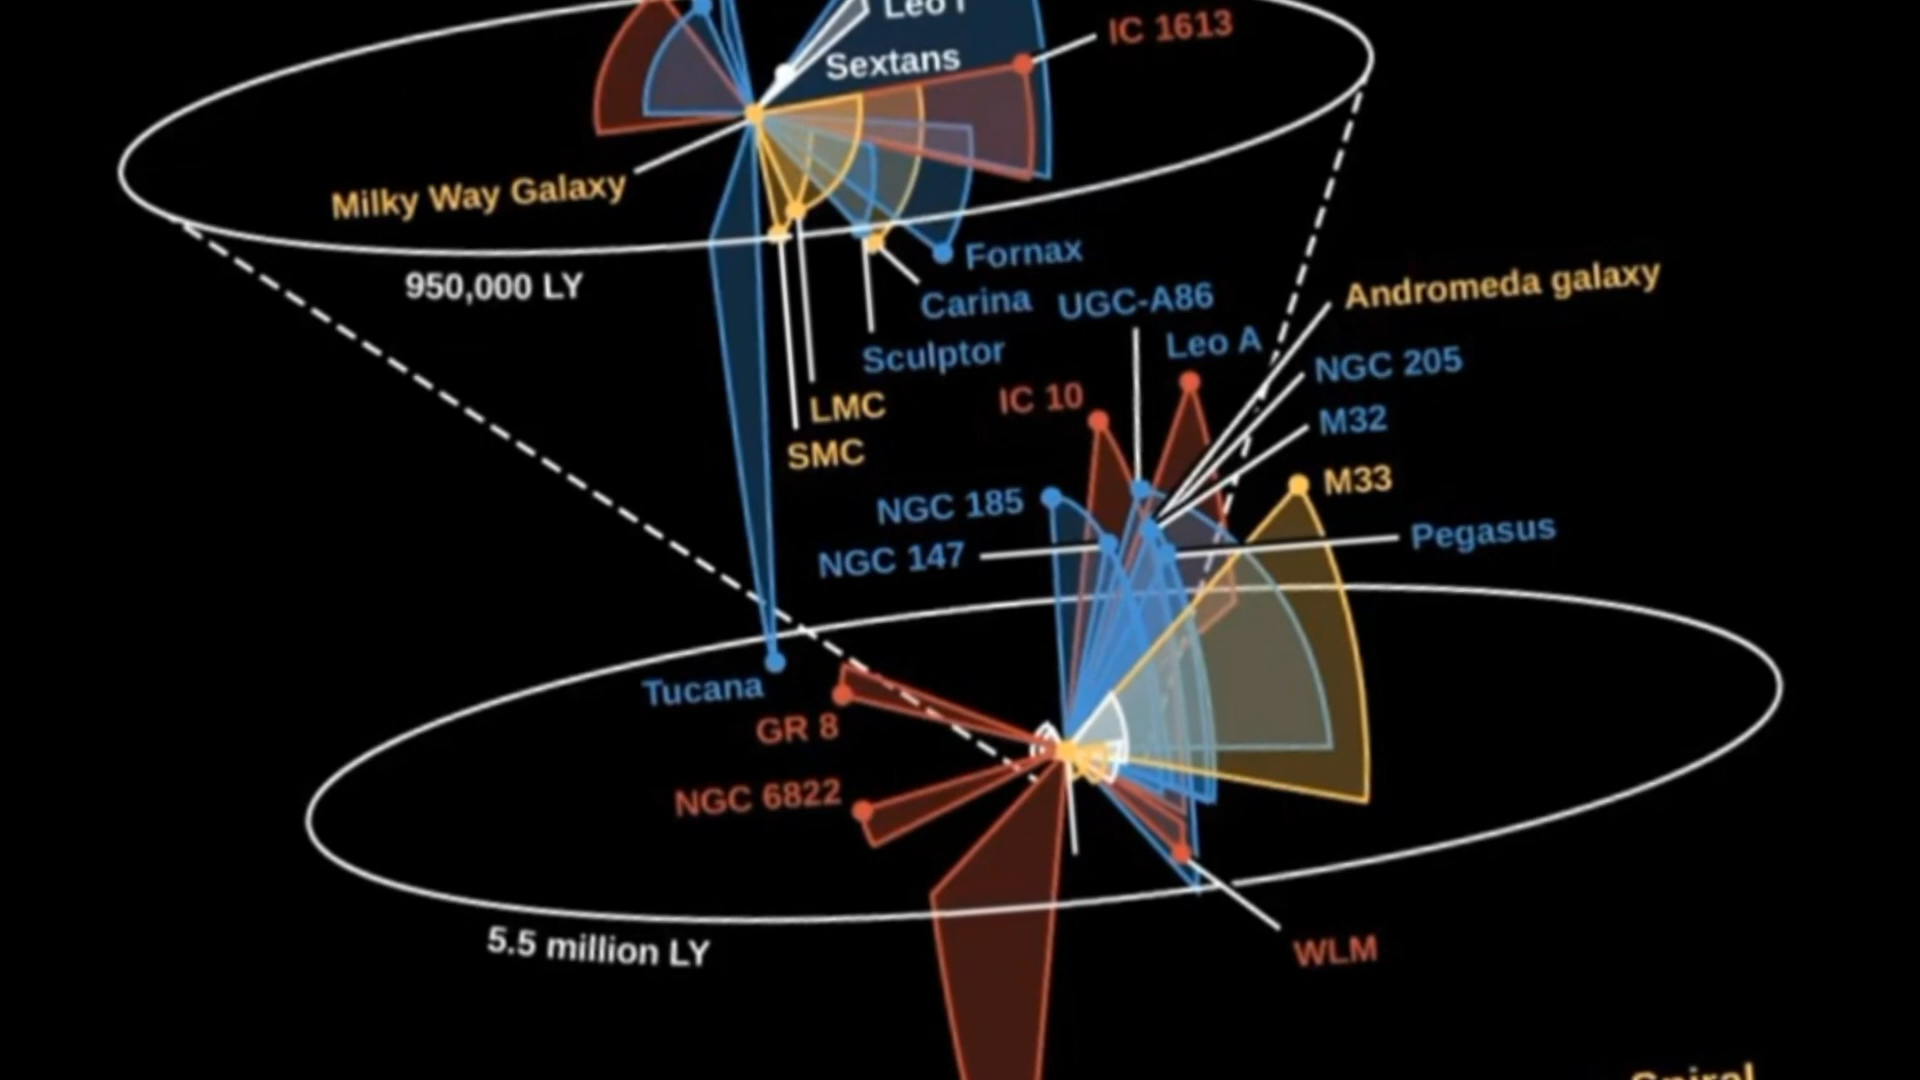 Leo I
IC 1613
Sextans
Milky Way Galaxy
950,000 LY
Fornax
Carina
UGC-A86
Andromeda galaxy
Sculptor
Leo A
NGC 205
LMC
IC 10
M32
SMC
NGC 185
M33
NGC 147
Pegasus
Tucana
GR 8
NGC 6822
5.5 million LY
WLM
Spiral